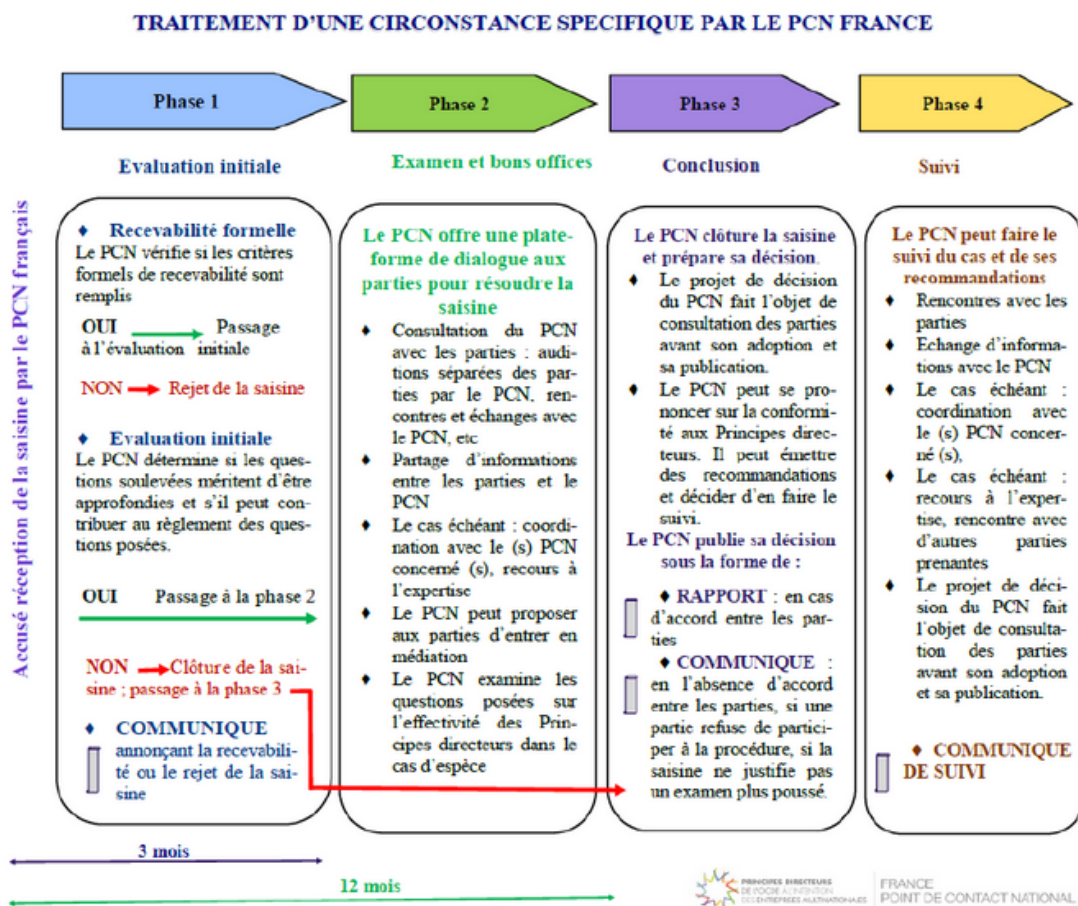 TRAITEMENT D'UNE CIRCONSTANCE SPECIFIQUE PAR LE PCN FRANCE
Phase 1
Phase 2
Phase 3
Phase 4
Evaluation initiale
Examen et bons offices
Conclusion
Suivi
Accusé réception de la saisine par le PCN français
♦ Recevabilité formelle
Le PCN vérifie si les critères
formels de recevabilité sont
remplis
OUI → Passage
à l'évaluation initiale
NON → Rejet de la saisine
♦ Evaluation initiale
Le PCN détermine si les ques-
tions soulevées méritent d'être
approfondies et s'il peut con-
tribuer au règlement des ques-
tions posées.
OUI Passage à la phase 2
NON → Clôture de la sai-
sine ; passage à la phase 3
♦ COMMUNIQUE
annonçant la recevabili-
té ou le rejet de la sai-
sine
Le PCN offre une plate-
forme de dialogue aux
parties pour résoudre la
saisine
♦ Consultation du PCN
avec les parties : audi-
tions séparées des par-
ties par le PCN, ren-
contres et échanges avec
le PCN, etc
♦ Partage d'informations
entre les parties et le
PCN
♦ Le cas échéant : coordi-
nation avec le (s) PCN
concerné (s), recours à
l'expertise
♦ Le PCN peut proposer
aux parties d'entrer en
médiation
♦ Le PCN examine les
questions posées sur
l'effectivité des Prin-
cipes directeurs dans le
cas d'espèce
Le PCN clôture la saisine
et prépare sa décision.
♦ Le projet de décision
du PCN fait l'objet de
consultation des parties
avant son adoption et
sa publication.
♦ Le PCN peut se pro-
noncer sur la conformi-
té aux Principes direc-
teurs. Il peut émettre
des recommandations
et décider d'en faire le
suivi.
Le PCN publie sa décision
sous la forme de :
♦ RAPPORT : en cas
d'accord entre les par-
ties
♦ COMMUNIQUE :
en l'absence d'accord
entre les parties, si une
partie refuse de partici-
per à la procédure, si la
saisine ne justifie pas
un examen plus poussé.
Le PCN peut faire le
suivi du cas et de ses
recommandations
♦ Rencontres avec les
parties
♦ Echange d'informa-
tions avec le PCN
♦ Le cas échéant :
coordination avec
le (s) PCN concer-
né (s),
♦ Le cas échéant :
recours à l'exper-
tise, rencontre avec
d'autres parties
prenantes
♦ Le projet de déci-
sion du PCN fait
l'objet de consulta-
tion des parties
avant son adoption
et sa publication.
♦ COMMUNIQUE
DE SUIVI
3 mois
12 mois
PRINCIPES DIRECTEURS
DE L'OCDE À L'INTENTION
DES ENTREPRISES MULTINATIONALES
FRANCE
POINT DE CONTACT NATIONAL